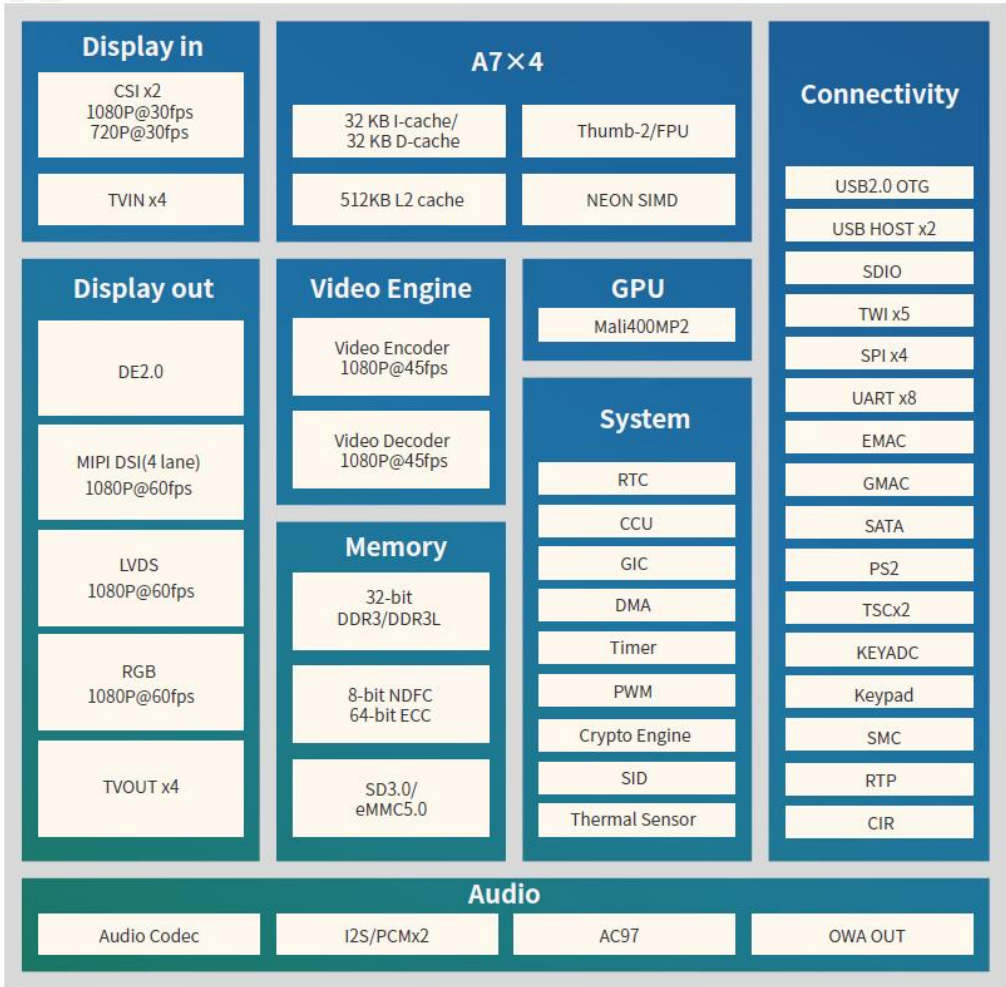 Display in
CSI x2
1080P@30fps
720P@30fps
TVIN x4
A7×4
32 KB I-cache/
32 KB D-cache
Thumb-2/FPU
512KB L2 cache
NEON SIMD
Connectivity
USB2.0 OTG
USB HOST x2
SDIO
TWI x5
SPI x4
UART x8
EMAC
GMAC
SATA
PS2
TSCx2
KEYADC
Keypad
SMC
RTP
CIR
Display out
DE2.0
MIPI DSI(4 lane)
1080P@60fps
LVDS
1080P@60fps
RGB
1080P@60fps
TVOUT x4
Video Engine
Video Encoder
1080P@45fps
Video Decoder
1080P@45fps
GPU
Mali400MP2
Memory
32-bit
DDR3/DDR3L
8-bit NDFC
64-bit ECC
SD3.0/
eMMC5.0
System
RTC
CCU
GIC
DMA
Timer
PWM
Crypto Engine
SID
Thermal Sensor
Audio
Audio Codec
I2S/PCMx2
AC97
OWA OUT